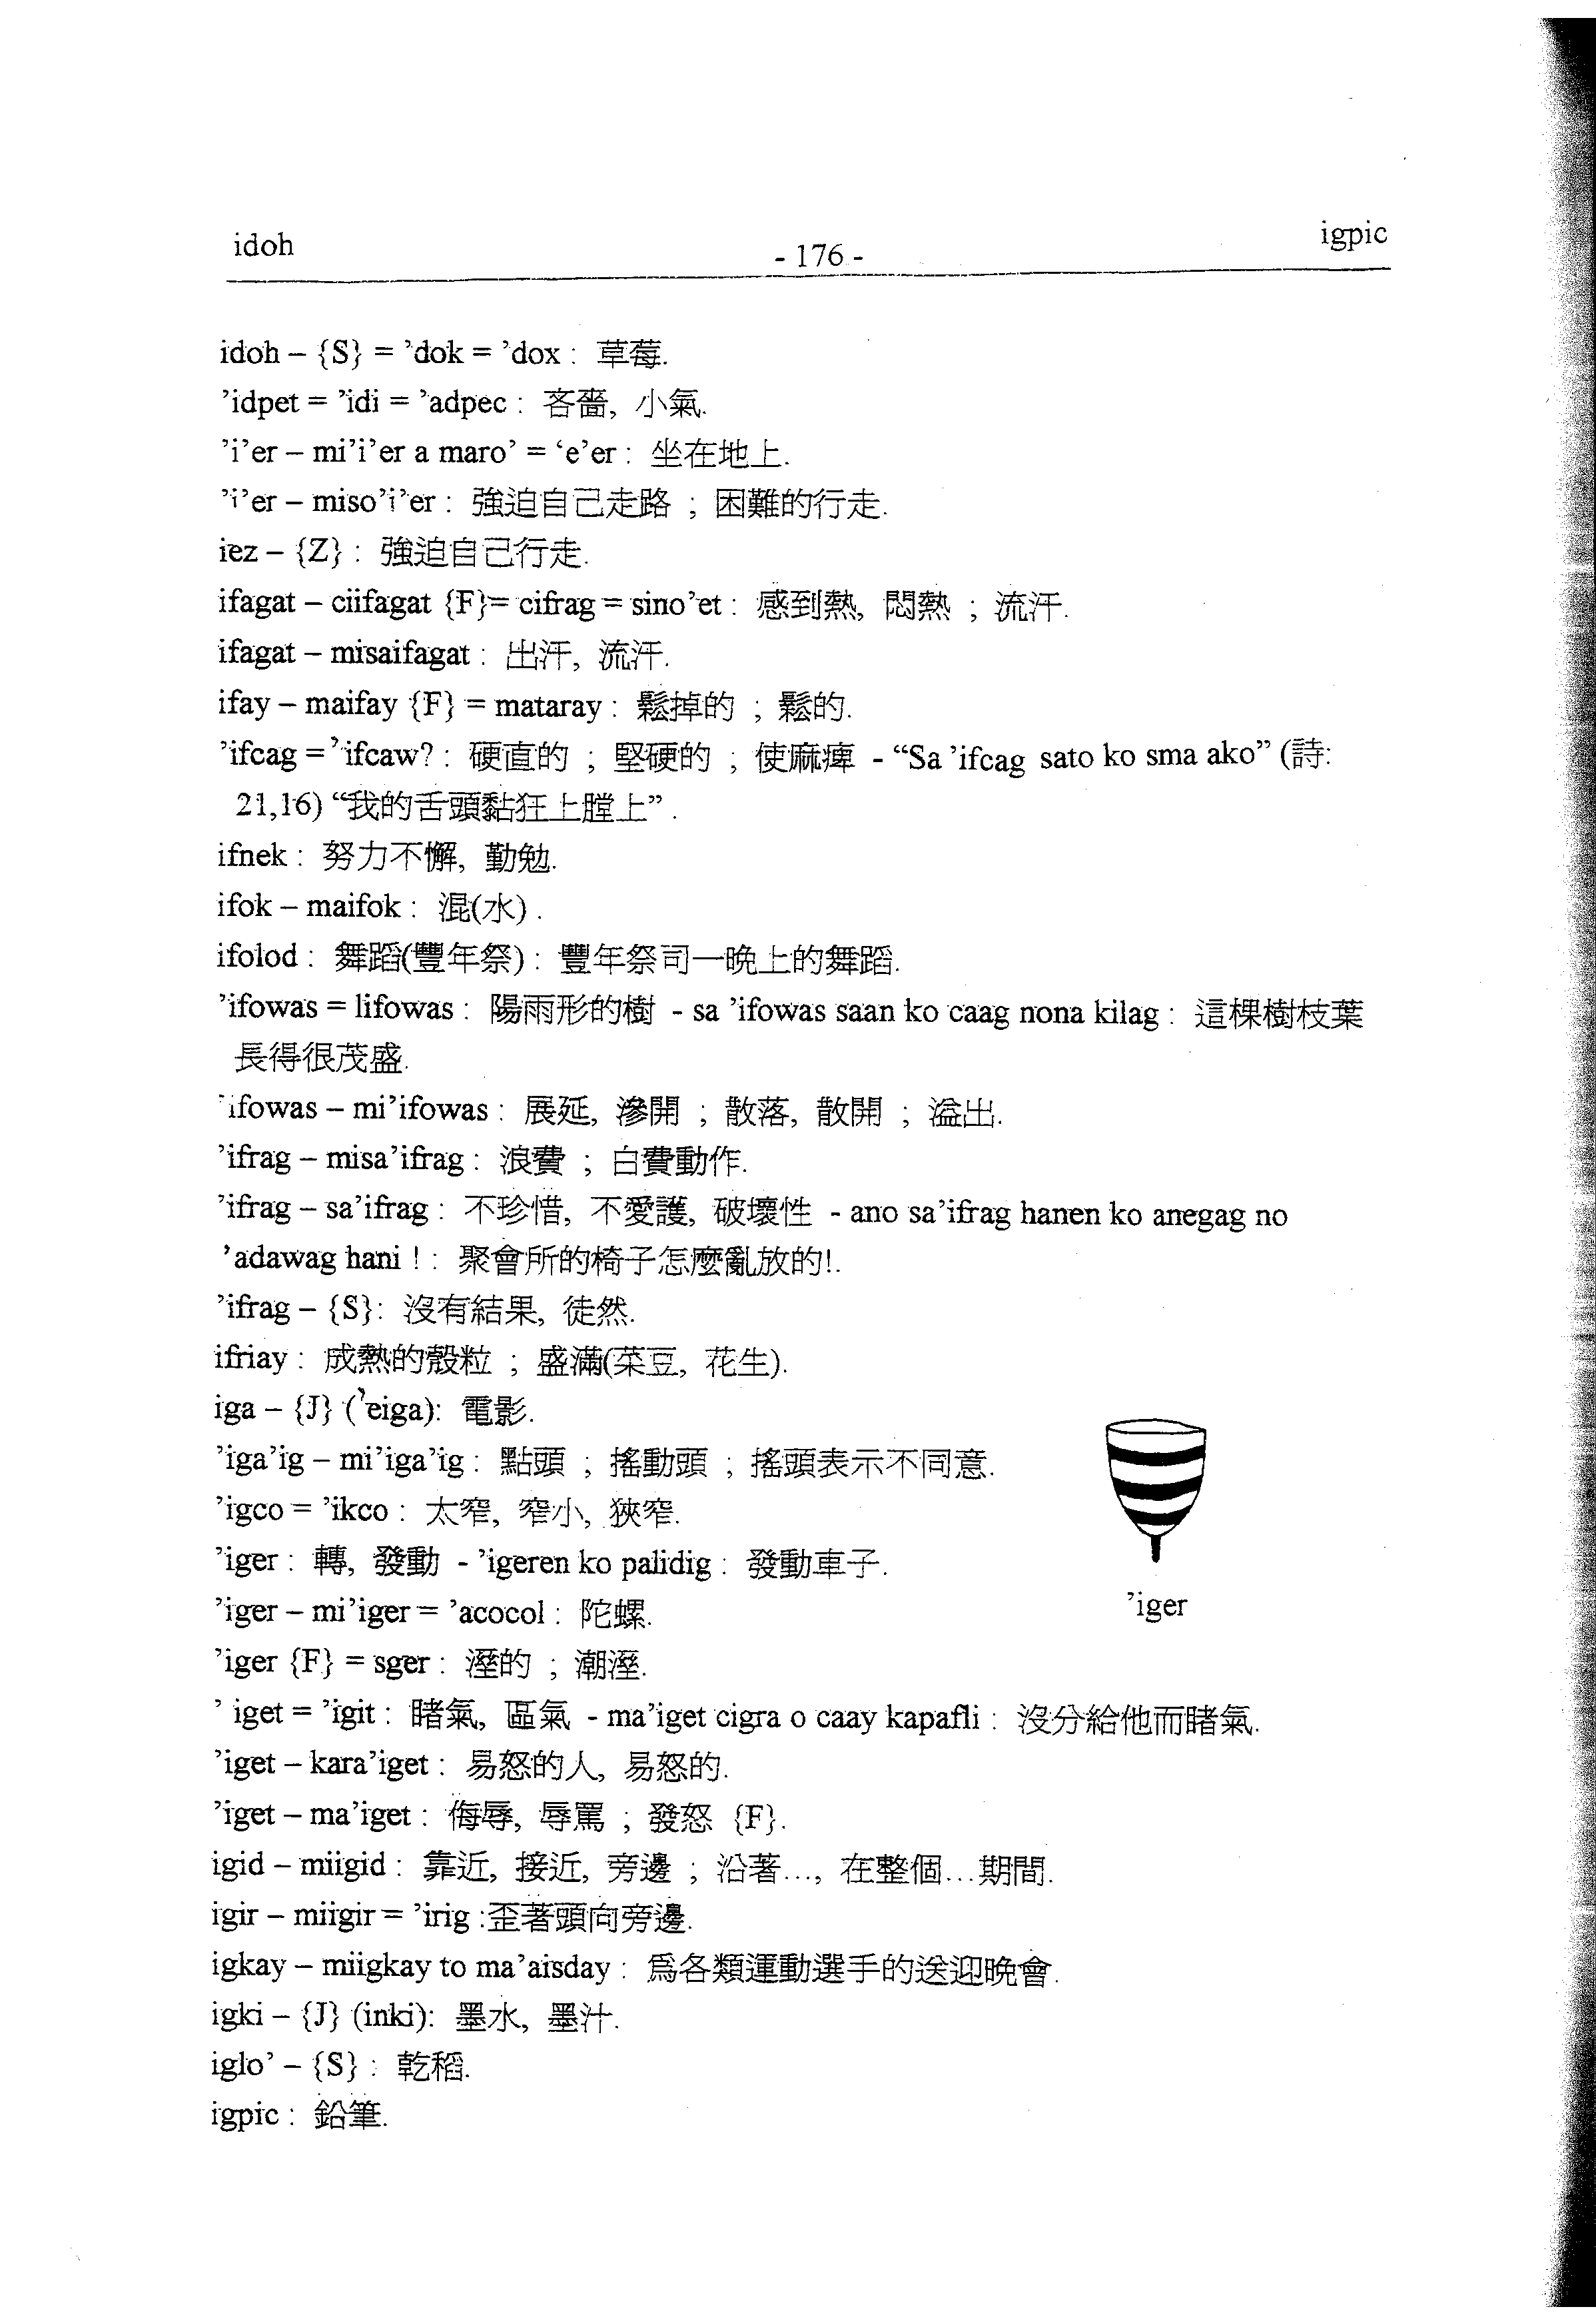 idoh
- 176 -
igpic
idoh – {S} = ’dok = ’dox : 草莓.
’idpet = ’idi = ’adpec : 吝嗇, 小氣.
’i’er – mi’i’er a maro’ = ‘e’er : 坐在地上.
’i’er – miso’i’er : 強迫自己走路 ; 困難的行走.
iez – {Z} : 強迫自己行走.
ifagat – ciifagat {F}= cifrag = sino’et : 感到熱, 悶熱 ; 流汗.
ifagat – misaifagat : 出汗, 流汗.
ifay – maifay {F} = mataray : 鬆掉的 ; 鬆的.
’ifcag = ’ifcaw? : 硬直的 ; 堅硬的 ; 使麻痺 - “Sa ’ifcag sato ko sma ako” (詩:
21,16) “我的舌頭黏狂上膛上” .
ifnek : 努力不懈, 勤勉.
ifok – maifok : 混(水) .
ifolod : 舞蹈(豐年祭) : 豐年祭司一晚上的舞蹈.
’ifowas = lifowas : 陽雨形的樹 - sa ’ifowas saan ko caag nona kilag : 這棵樹枝葉
長得很茂盛.
’ifowas – mi’ifowas : 展延, 滲開 ; 散落, 散開 ; 溢出.
’ifrag – misa’ifrag : 浪費 ; 白費動作.
’ifrag – sa’ifrag : 不珍惜, 不愛護, 破壞性 - ano sa’ifrag hanen ko anegag no
’adawag hani ! : 聚會所的椅子怎麼亂放的!.
’ifrag – {S}: 沒有結果, 徒然.
ifriay : 成熱的殼粒 ; 盛滿(菜豆, 花生).
iga – {J} (’eiga): 電影.
’iga’ig – mi’iga’ig : 點頭 ; 搖動頭 ; 搖頭表示不同意.
’igco = ’ikco : 太窄, 窄小, 狹窄.
’iger : 轉, 發動 - ’igeren ko palidig : 發動車子.
’iger – mi’iger = ’acocol : 陀螺.
’iger
’iger {F} = sger : 溼的 ; 潮溼.
’ iget = ’igit : 賭氣, 區氣 - ma’iget cigra o caay kapafli : 沒分給他而賭氣.
’iget – kara’iget : 易怒的人, 易怒的.
’iget – ma’iget : 侮辱, 辱罵 ; 發怒 {F}.
igid – miigid : 靠近, 接近, 旁邊 ; 沿著..., 在整個...期間.
igir – miigir = ’irig :歪著頭向旁邊.
igkay – miigkay to ma’aisday : 爲各類運動選手的送迎晚會.
igki – {J} (inki): 墨水, 墨汁.
iglo’ – {S} : 乾稻.
igpic : 鉛筆.